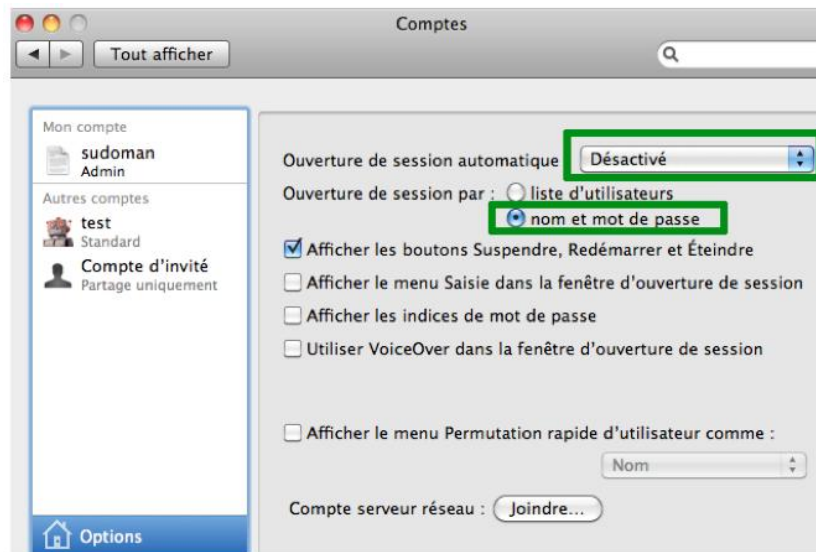 Comptes
Tout afficher
Mon compte
sudoman
Admin
Autres comptes
test
Standard
Compte d'invité
Partage uniquement
Options
Ouverture de session automatique : Désactivé
Ouverture de session par : liste d'utilisateurs
nom et mot de passe
Afficher les boutons Suspendre, Redémarrer et Éteindre
Afficher le menu Saisie dans la fenêtre d'ouverture de session
Afficher les indices de mot de passe
Utiliser VoiceOver dans la fenêtre d'ouverture de session
Afficher le menu Permutation rapide d'utilisateur comme :
Nom
Compte serveur réseau : Joindre...